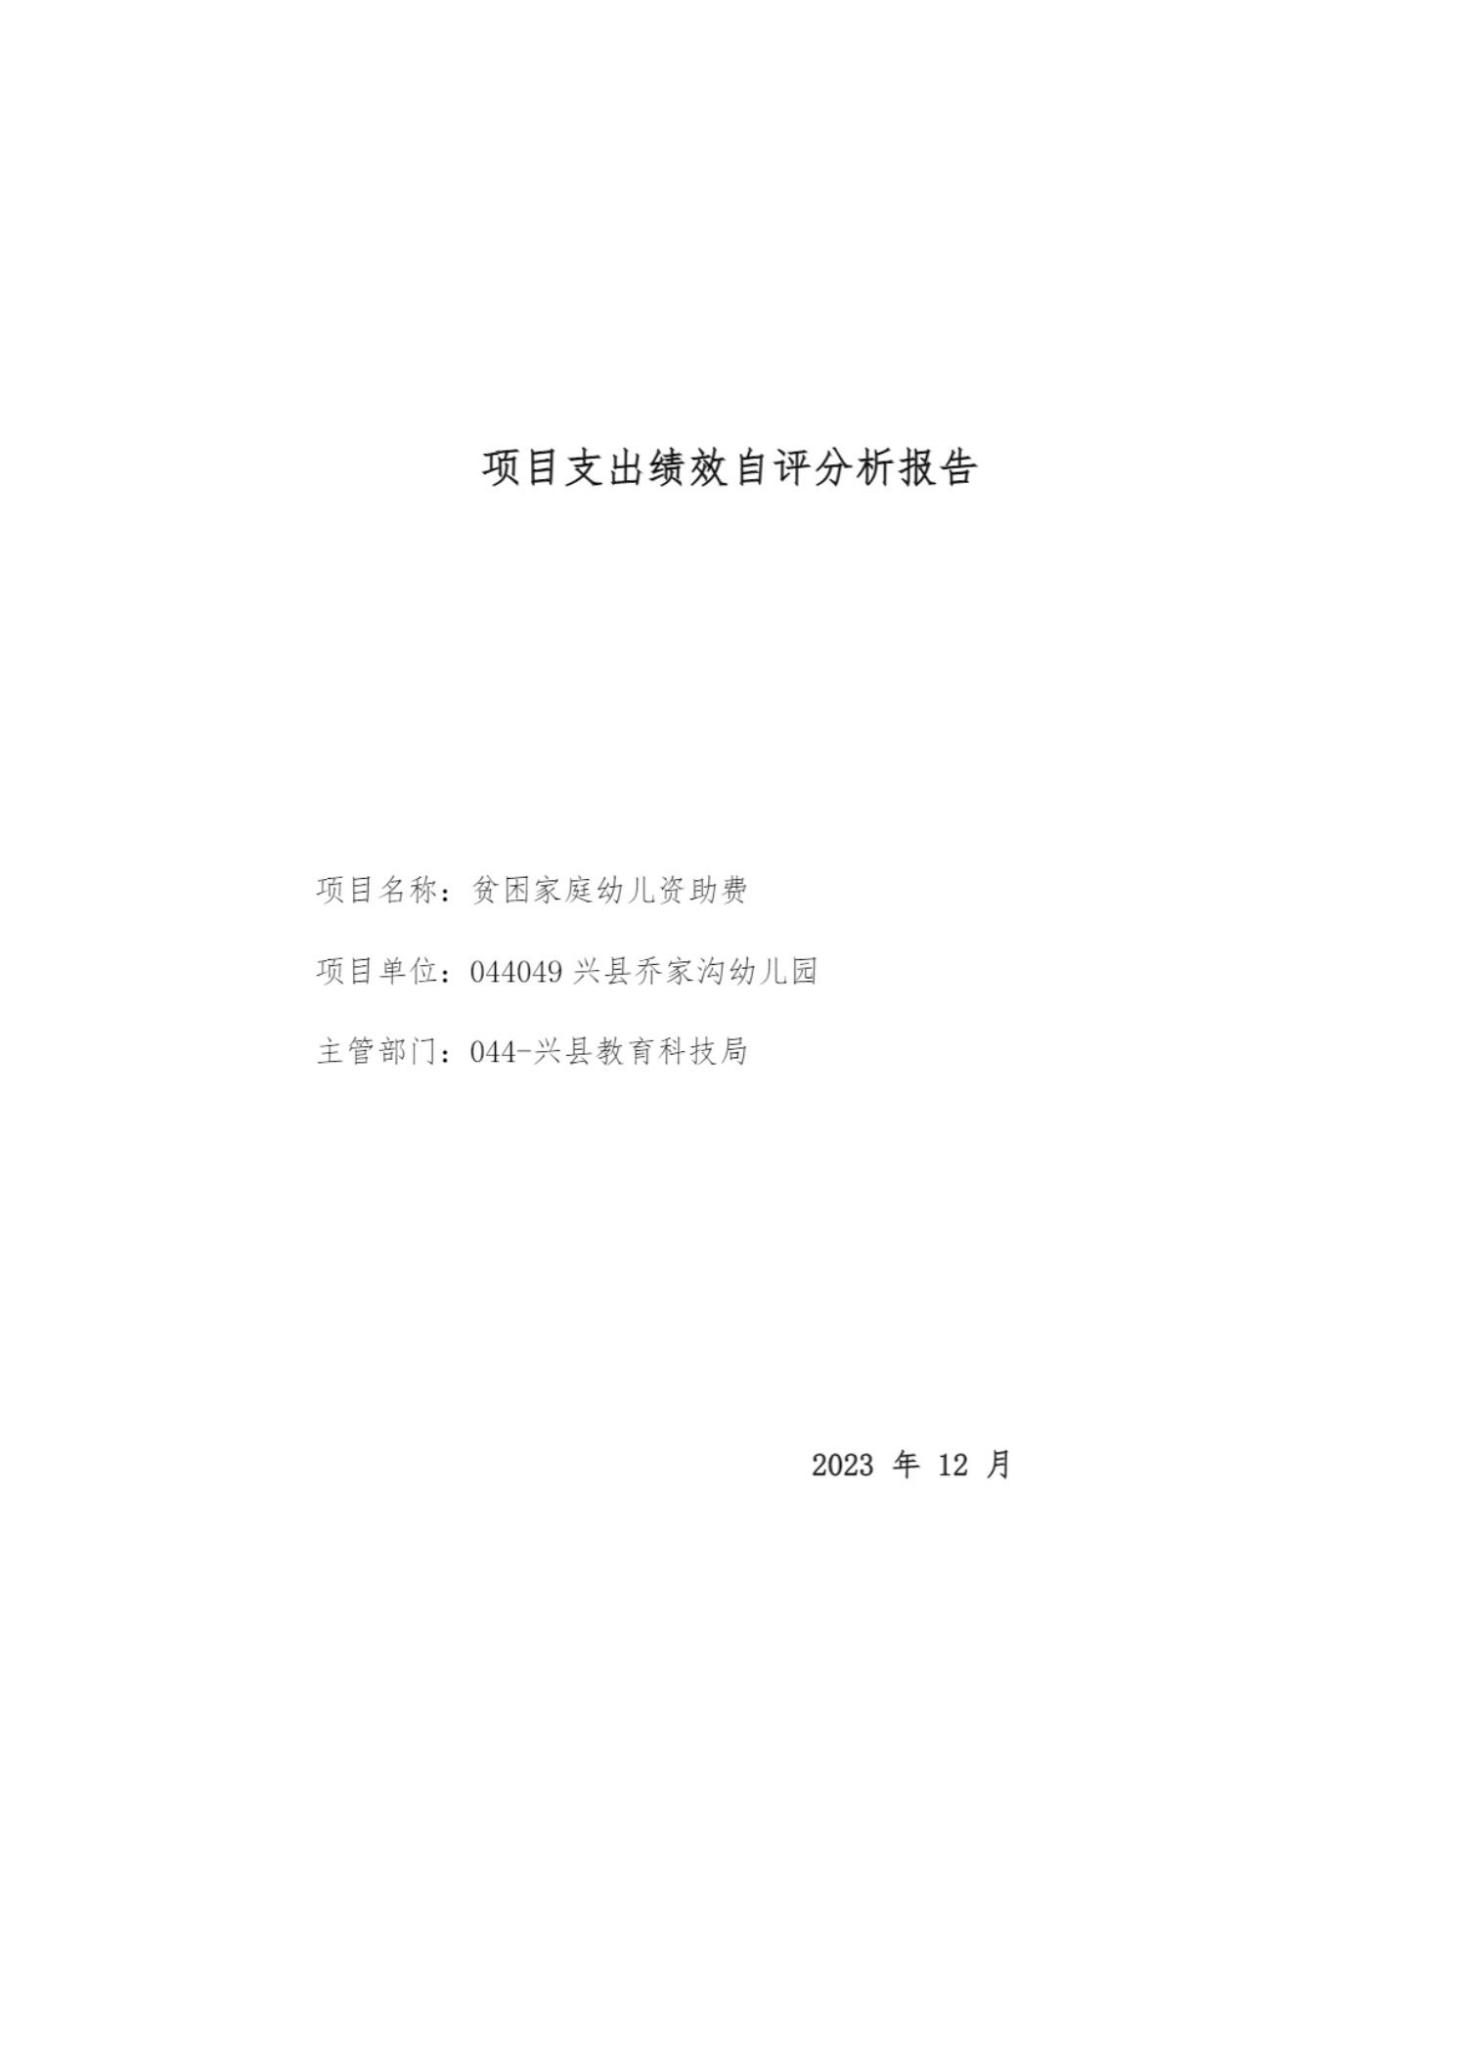 项目支出绩效自评分析报告
项目名称：贫困家庭幼儿资助费
项目单位：044049 兴县乔家沟幼儿园
主管部门：044-兴县教育科技局
2023 年 12 月